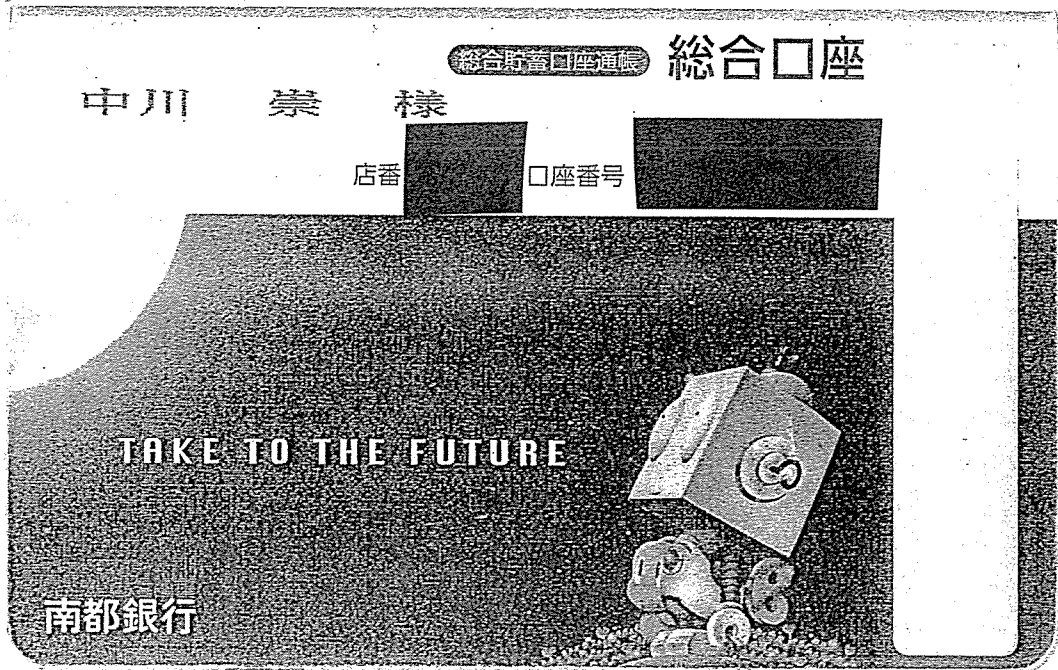 総合貯蓄口座通帳 総合口座
中川 崇 様
店番 口座番号
TAKE TO THE FUTURE
南都銀行